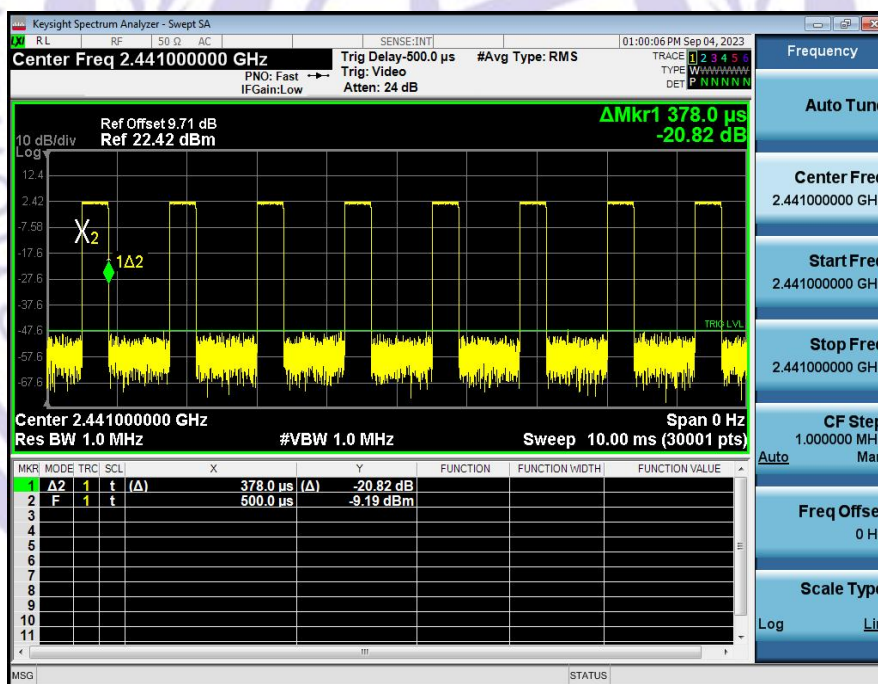 Keysight Spectrum Analyzer - Swept SA
LXI RL RF 50 Ω AC SENSE:INT 01:00:06 PM Sep 04, 2023
Center Freq 2.441000000 GHz
PNO: Fast
IFGain:Low
Trig Delay-500.0 µs
Trig: Video
Atten: 24 dB
#Avg Type: RMS
TRACE 1 2 3 4 5 6
TYPE WWWWWW
DET P N N N N N
ΔMkr1 378.0 µs
-20.82 dB
Ref Offset 9.71 dB
10 dB/div Ref 22.42 dBm
Log
12.4
2.42
-7.58
-17.6
-27.6
-37.6
-47.6
-57.6
-67.6
X2
1Δ2
TRIG LVL
Center 2.441000000 GHz Span 0 Hz
Res BW 1.0 MHz #VBW 1.0 MHz Sweep 10.00 ms (30001 pts)
MKR MODE TRC SCL X Y FUNCTION FUNCTION WIDTH FUNCTION VALUE
1 Δ2 1 t (Δ) 378.0 µs (Δ) -20.82 dB
2 F 1 t 500.0 µs -9.19 dBm
3
4
5
6
7
8
9
10
11
MSG STATUS
Frequency
Auto Tune
Center Freq
2.441000000 GH
Start Freq
2.441000000 GH
Stop Freq
2.441000000 GH
CF Step
1.000000 MH
Auto Ma
Freq Offse
0 H
Scale Type
Log Li